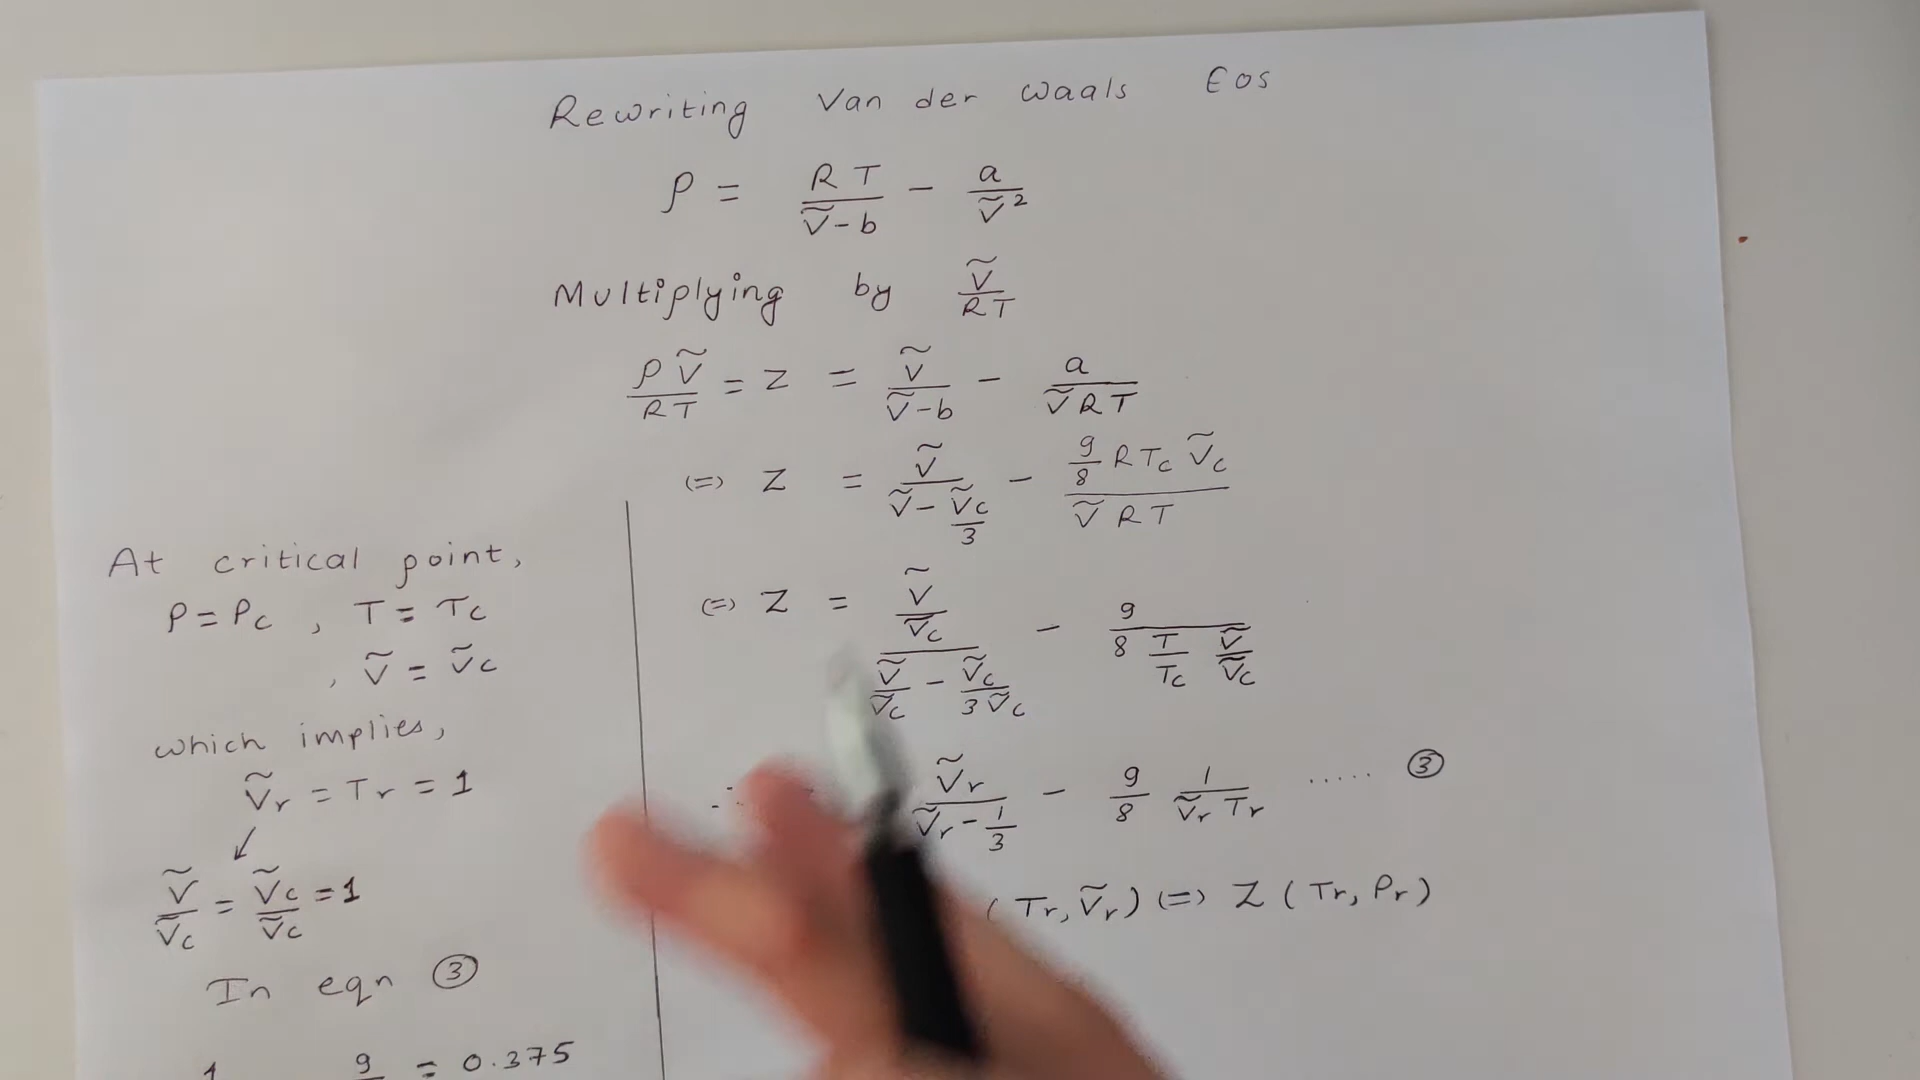 Rewriting Van der Waals EoS
P = RT/(Ṽ-b) - a/Ṽ²
Multiplying by Ṽ/RT
PṼ/RT = Z = Ṽ/(Ṽ-b) - a/(ṼRT)
(=) Z = Ṽ/(Ṽ - Ṽc/3) - (9/8 RTc Ṽc)/(ṼRT)
(=) Z = (Ṽ/Ṽc)/(Ṽ/Ṽc - Ṽc/3Ṽc) - 9/(8 T/Tc Ṽ/Ṽc)
Ṽr/(Ṽr - 1/3) - 9/8 1/(Ṽr Tr) ..... ③
(Tr, Ṽr) (=) Z (Tr, Pr)
At critical point,
P = Pc , T = Tc
, Ṽ = Ṽc
which implies,
Ṽr = Tr = 1
↙
Ṽ/Ṽc = Ṽc/Ṽc = 1
In eqn ③
1 9 = 0.375